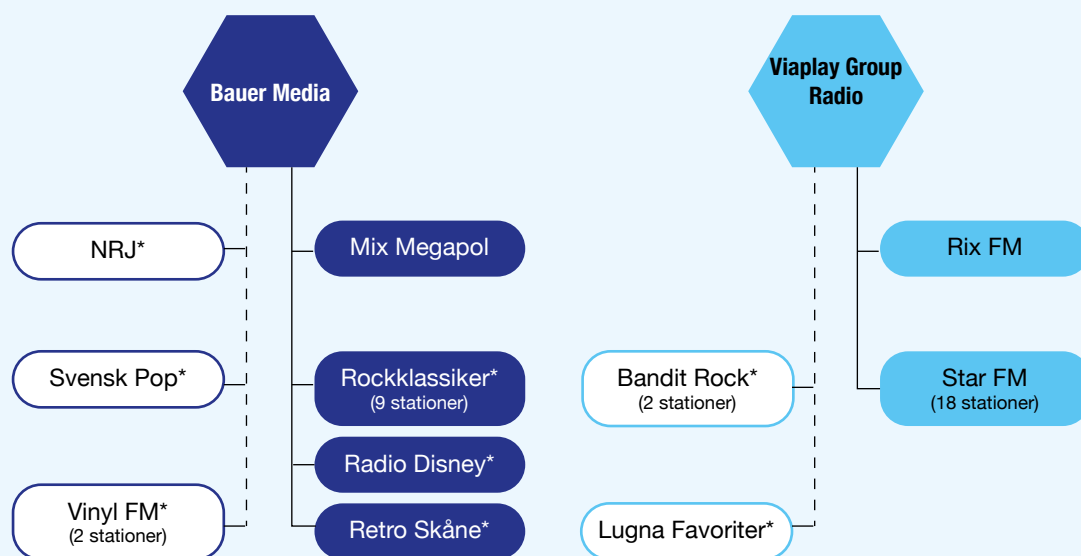 Bauer Media
NRJ*
Mix Megapol
Svensk Pop*
Rockklassiker*
(9 stationer)
Radio Disney*
Vinyl FM*
(2 stationer)
Retro Skåne*
Viaplay Group
Radio
Rix FM
Bandit Rock*
(2 stationer)
Star FM
(18 stationer)
Lugna Favoriter*